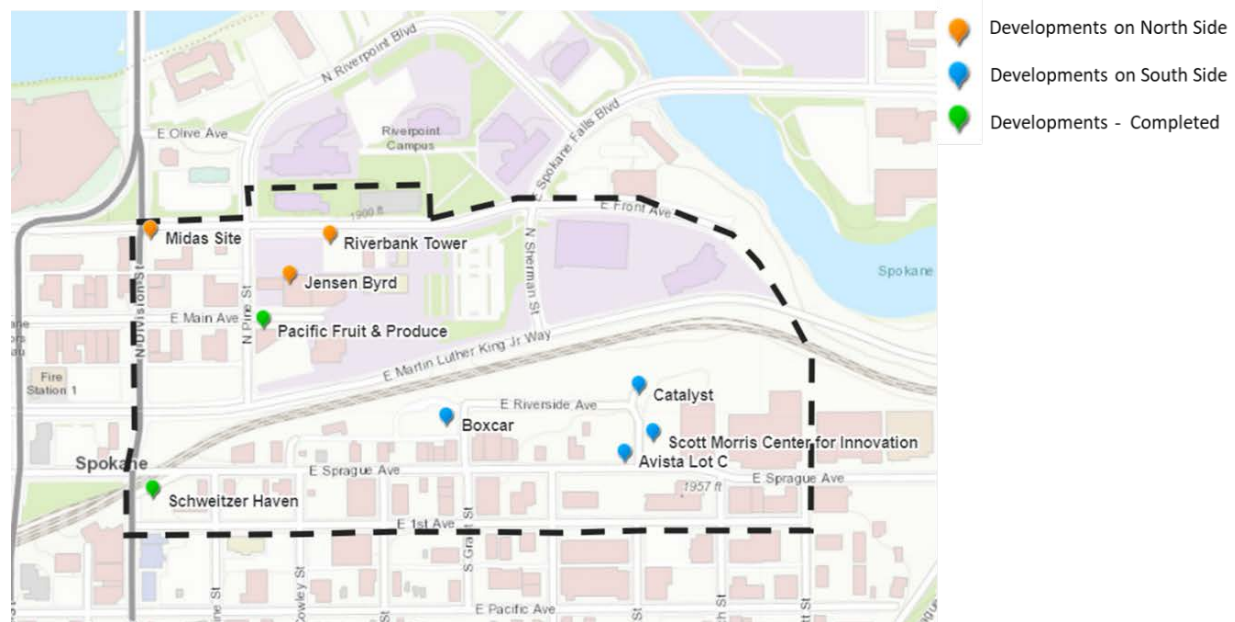 Developments on North Side
Developments on South Side
Developments - Completed
N Riverpoint Blvd
E Olive Ave
Riverpoint
Campus
E Spokane Falls Blvd
1900 ft
E Front Ave
Midas Site
Riverbank Tower
Spokane
Jensen Byrd
N Division St
N Pine St
N Sherman St
E Main Ave
Pacific Fruit & Produce
E Martin Luther King Jr Way
Fire
Station 1
Catalyst
E Riverside Ave
Boxcar
Scott Morris Center for Innovation
Avista Lot C
Spokane
E Sprague Ave
E Sprague Ave
1957 ft
Schweitzer Haven
E 1st Ave
S Grant St
E Pacific Ave
St
St
St